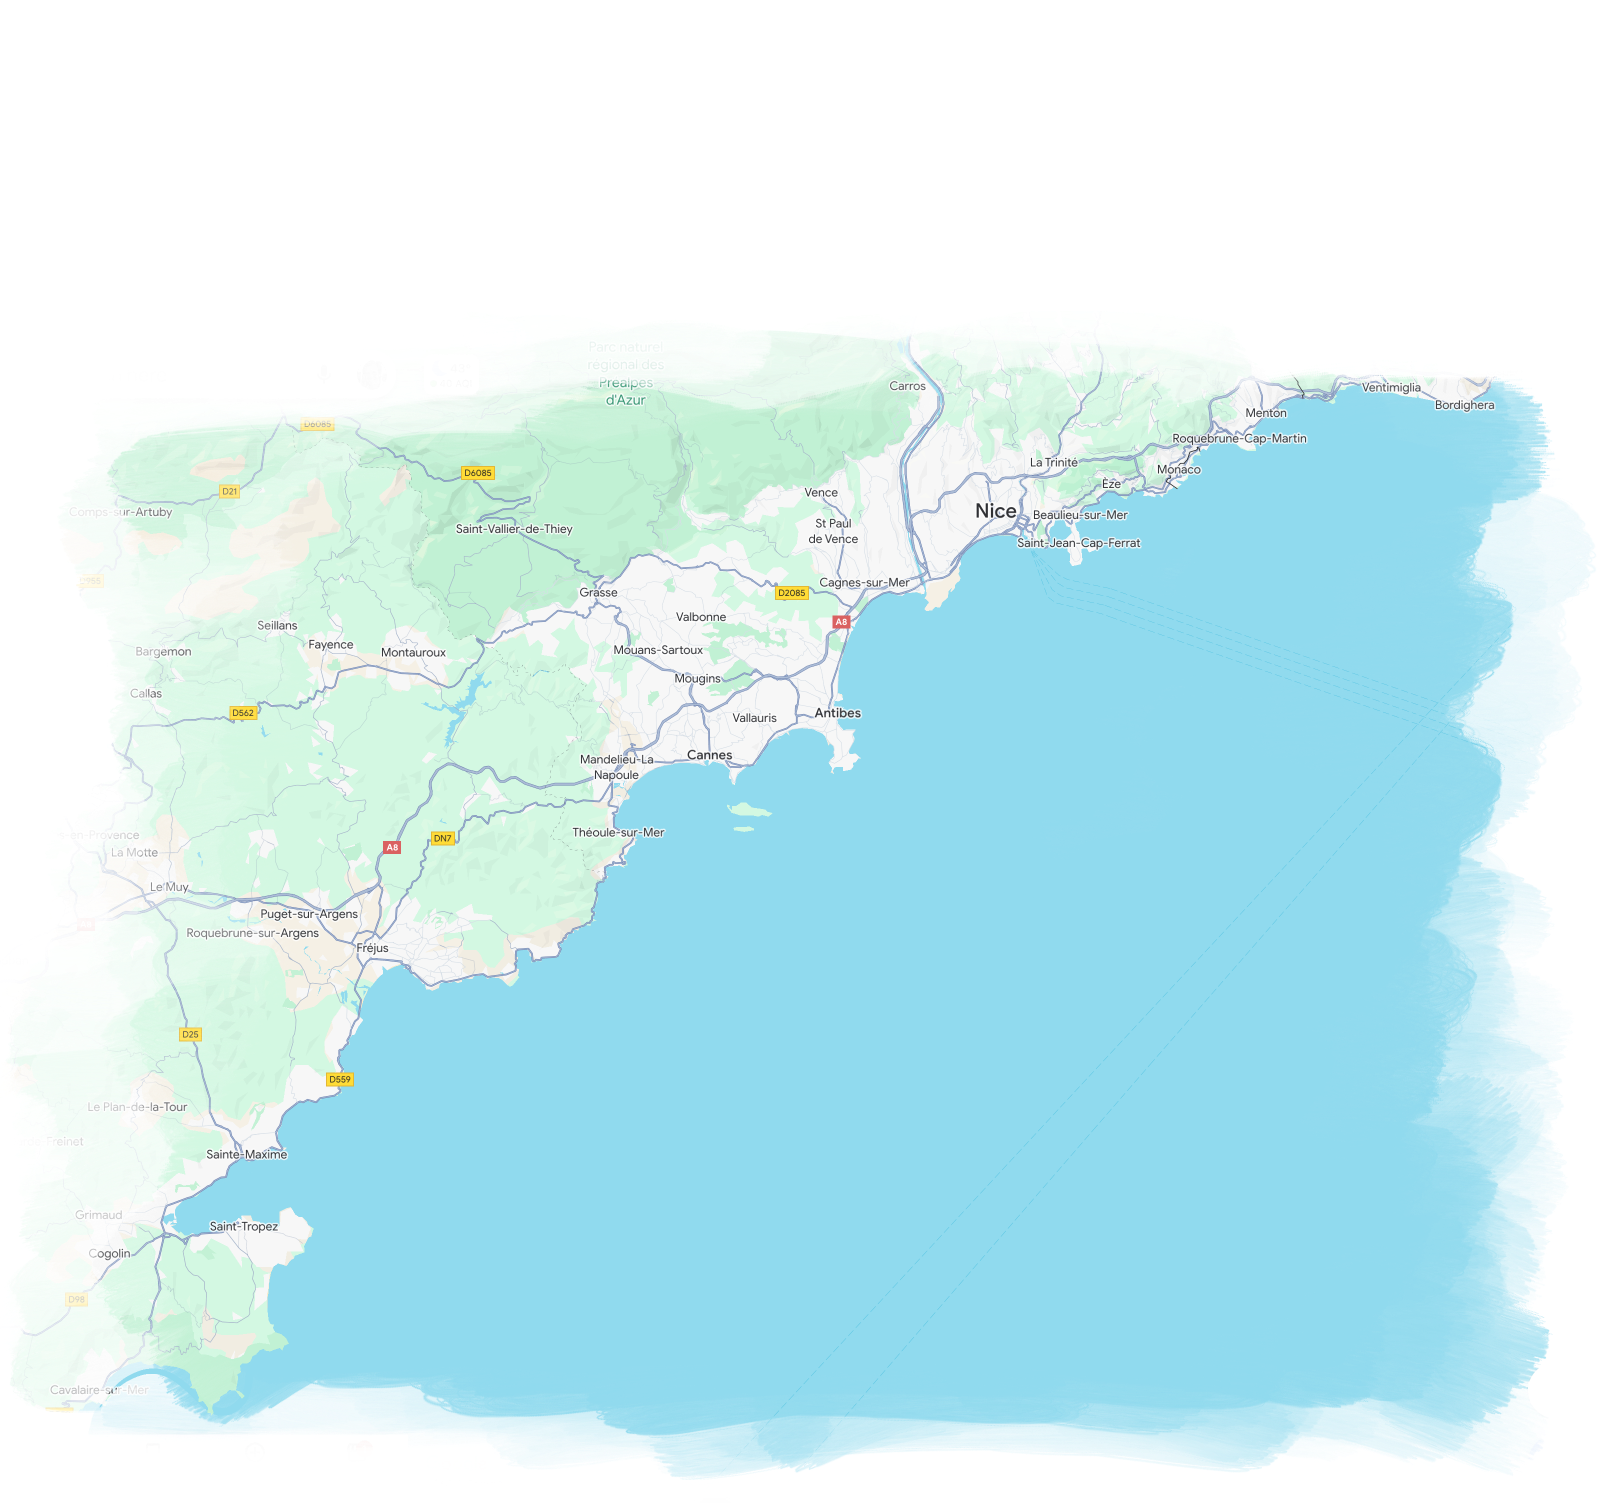 Parc naturel
régional des
Préalpes
d'Azur
Carros
Ventimiglia
Bordighera
Menton
D6085
Roquebrune-Cap-Martin
La Trinité
Monaco
D6085
Èze
D21
Vence
Comps-sur-Artuby
Nice
Beaulieu-sur-Mer
Saint-Vallier-de-Thiey
St Paul
de Vence
Saint-Jean-Cap-Ferrat
D955
Cagnes-sur-Mer
Grasse
D2085
Valbonne
A8
Seillans
Fayence
Bargemon
Montauroux
Mouans-Sartoux
Mougins
Callas
D562
Vallauris
Antibes
Cannes
Mandelieu-La
Napoule
Théoule-sur-Mer
en-Provence
DN7
A8
La Motte
Le Muy
Puget-sur-Argens
Roquebrune-sur-Argens
Fréjus
D25
D559
Le Plan-de-la-Tour
Freinet
Sainte-Maxime
Grimaud
Saint-Tropez
Cogolin
D98
Cavalaire-sur-Mer